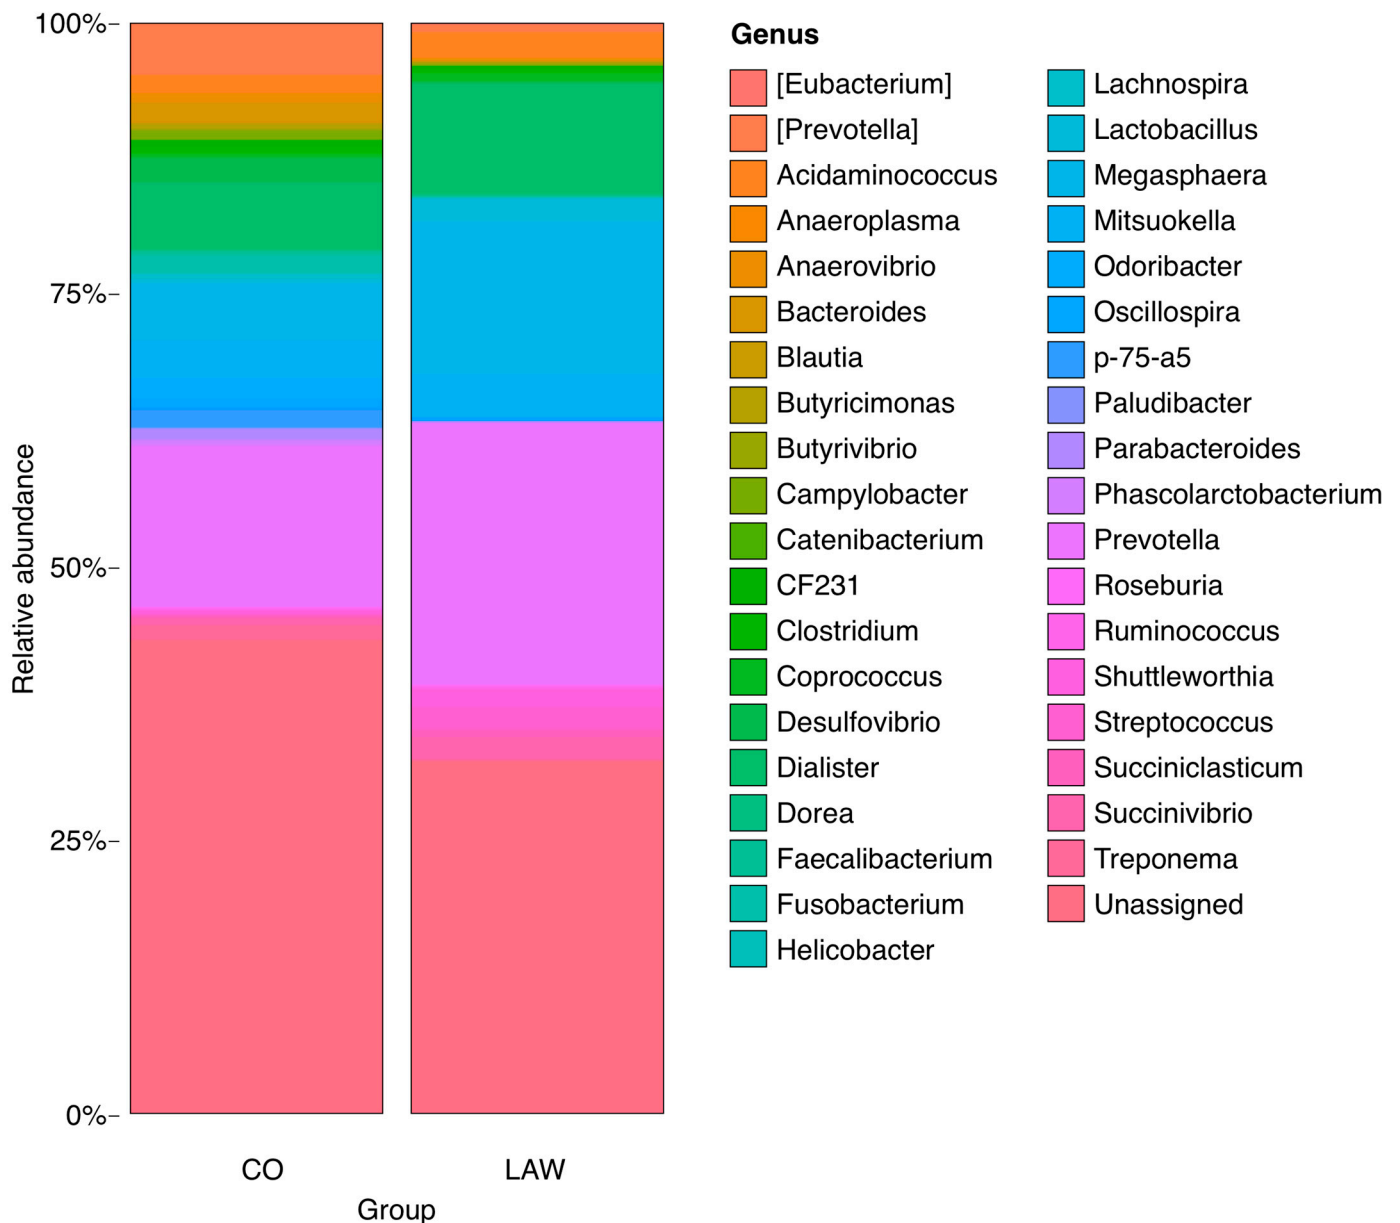 100%
75%
50%
25%
0%
Relative abundance
CO
LAW
Group
Genus
[Eubacterium]
[Prevotella]
Acidaminococcus
Anaeroplasma
Anaerovibrio
Bacteroides
Blautia
Butyricimonas
Butyrivibrio
Campylobacter
Catenibacterium
CF231
Clostridium
Coprococcus
Desulfovibrio
Dialister
Dorea
Faecalibacterium
Fusobacterium
Helicobacter
Lachnospira
Lactobacillus
Megasphaera
Mitsuokella
Odoribacter
Oscillospira
p-75-a5
Paludibacter
Parabacteroides
Phascolarctobacterium
Prevotella
Roseburia
Ruminococcus
Shuttleworthia
Streptococcus
Succiniclasticum
Succinivibrio
Treponema
Unassigned